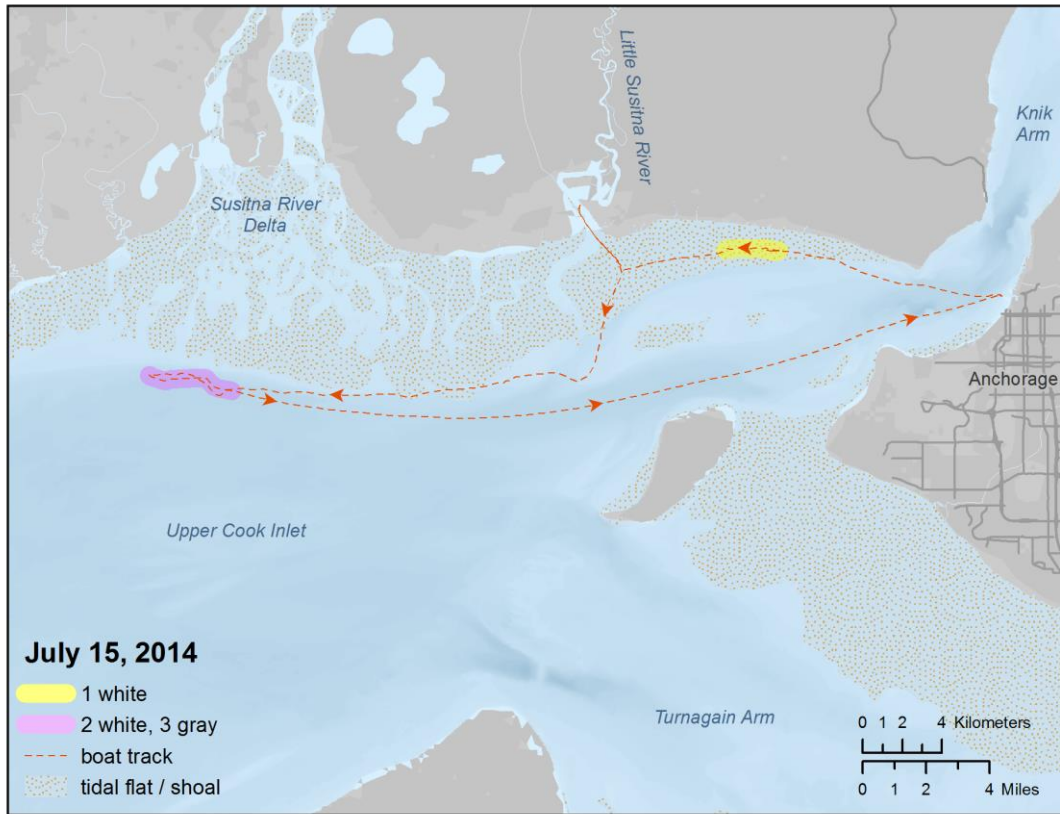 Little Susitna River
Knik
Arm
Susitna River
Delta
Anchorage
Upper Cook Inlet
July 15, 2014
1 white
2 white, 3 gray
boat track
tidal flat / shoal
Turnagain Arm
0 1 2 4 Kilometers
0 1 2 4 Miles